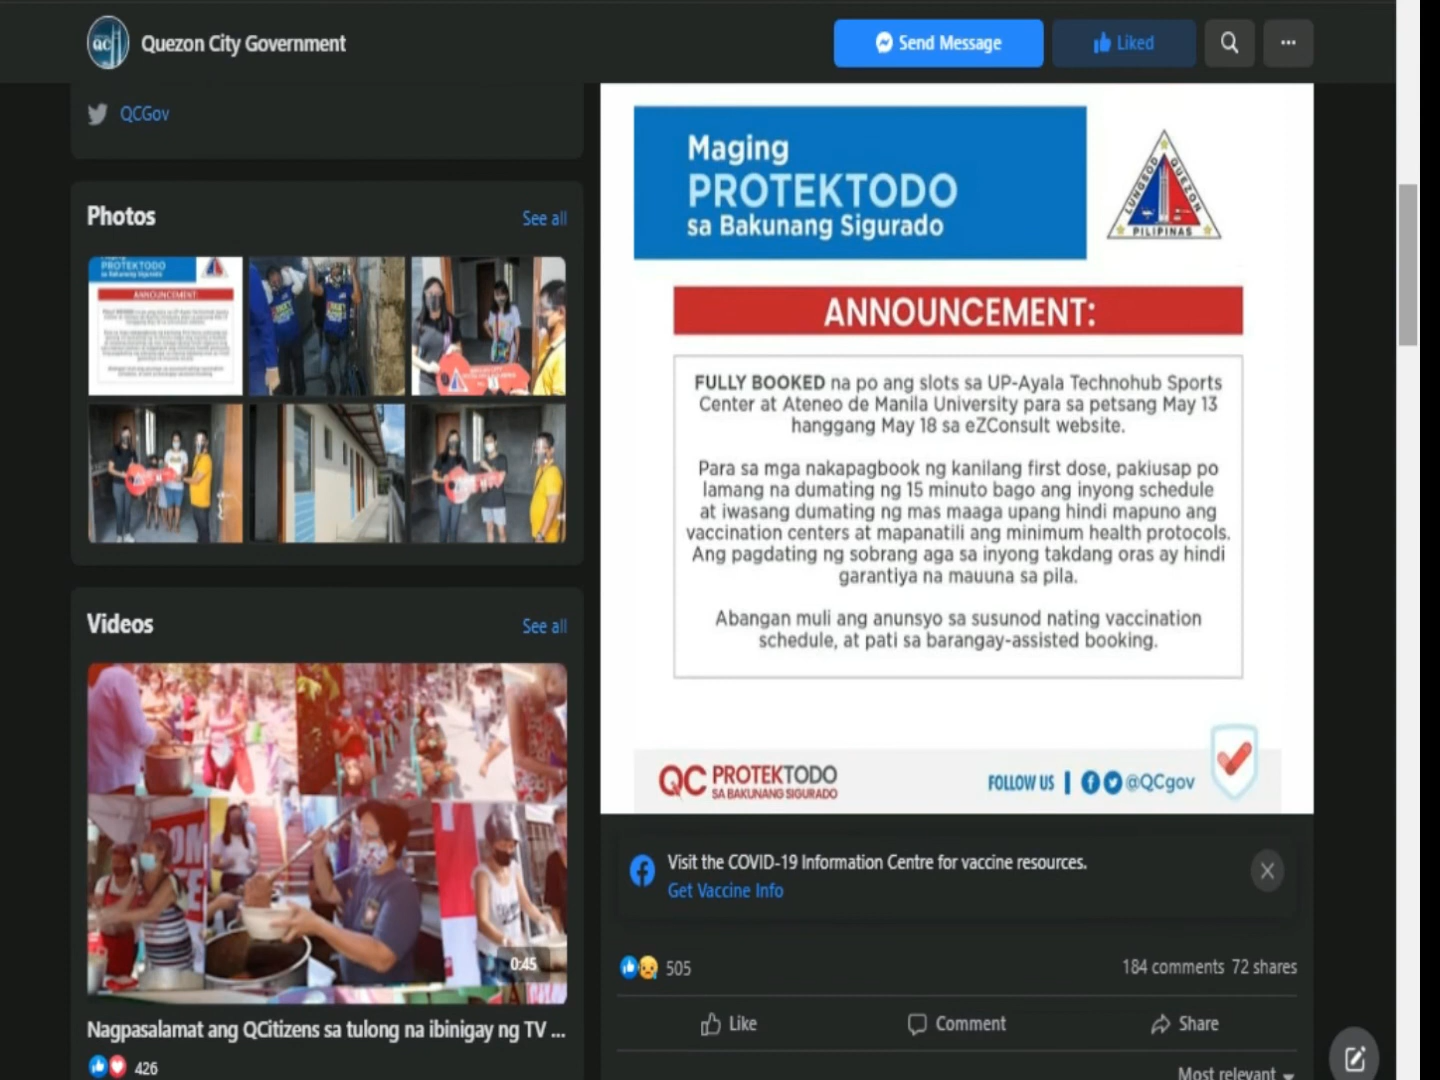 Quezon City Government
Send Message
Liked
QCGov
Photos
See all
Videos
See all
0:45
Nagpasalamat ang QCitizens sa tulong na ibinigay ng TV ...
426
Maging
PROTEKTODO
sa Bakunang Sigurado
LUNGSOD QUEZON
PILIPINAS
ANNOUNCEMENT:
FULLY BOOKED na po ang slots sa UP-Ayala Technohub Sports
Center at Ateneo de Manila University para sa petsang May 13
hanggang May 18 sa eZConsult website.
Para sa mga nakapagbook ng kanilang first dose, pakiusap po
lamang na dumating ng 15 minuto bago ang inyong schedule
at iwasang dumating ng mas maaga upang hindi mapuno ang
vaccination centers at mapanatili ang minimum health protocols.
Ang pagdating ng sobrang aga sa inyong takdang oras ay hindi
garantiya na mauuna sa pila.
Abangan muli ang anunsyo sa susunod nating vaccination
schedule, at pati sa barangay-assisted booking.
QC PROTEKTODO
SA BAKUNANG SIGURADO
FOLLOW US | @QCgov
Visit the COVID-19 Information Centre for vaccine resources.
Get Vaccine Info
505
184 comments 72 shares
Like
Comment
Share
Most relevant